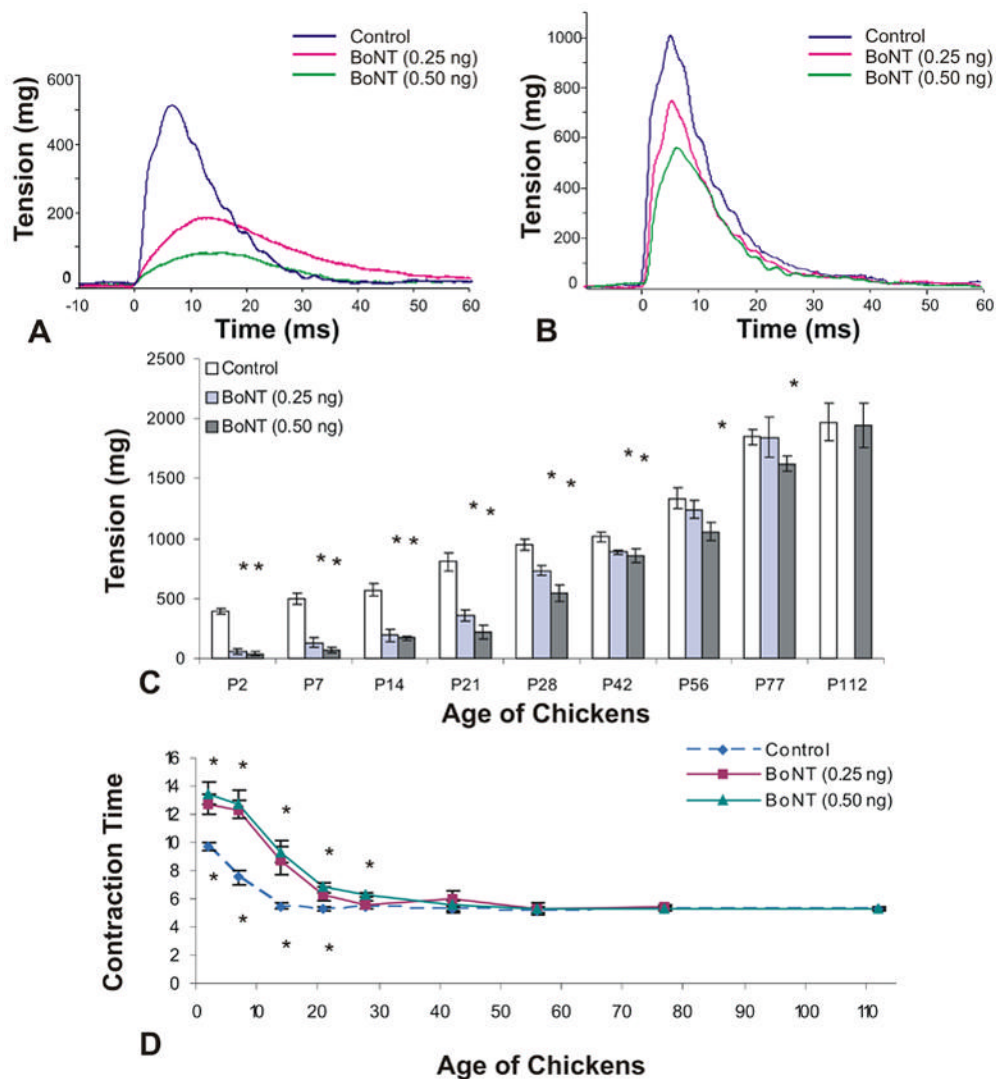 Control
BoNT (0.25 ng)
BoNT (0.50 ng)
Tension (mg)
600
400
200
0
-10 0 10 20 30 40 50 60
Time (ms)
A
Control
BoNT (0.25 ng)
BoNT (0.50 ng)
Tension (mg)
1000
800
600
400
200
0
0 10 20 30 40 50 60
Time (ms)
B
Control
BoNT (0.25 ng)
BoNT (0.50 ng)
Tension (mg)
2500
2000
1500
1000
500
0
* * * * * * * * * * * * * *
P2 P7 P14 P21 P28 P42 P56 P77 P112
Age of Chickens
C
Control
BoNT (0.25 ng)
BoNT (0.50 ng)
Contraction Time
16
14
12
10
8
6
4
2
0
* * * * *
* * * *
0 10 20 30 40 50 60 70 80 90 100 110
Age of Chickens
D